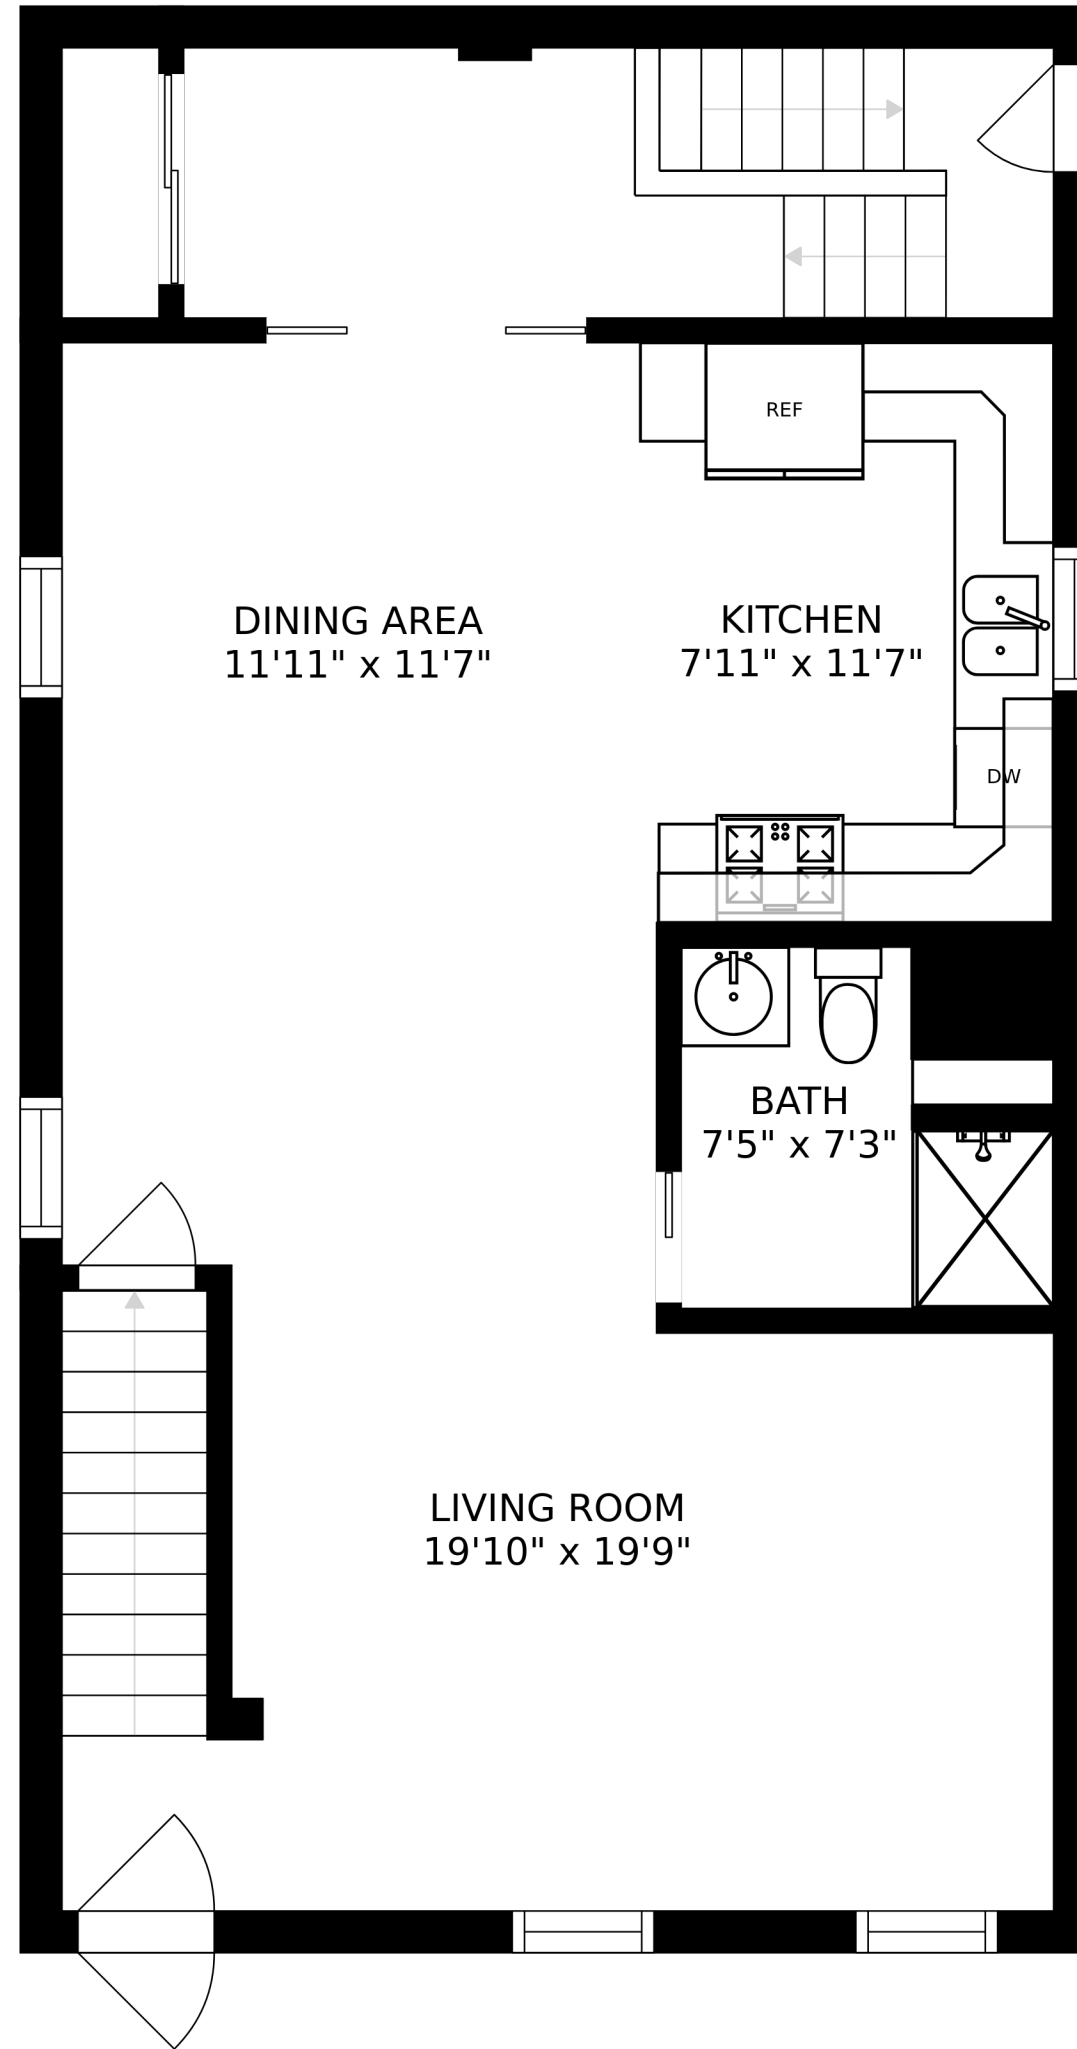 REF
DINING AREA
11'11" x 11'7"
KITCHEN
7'11" x 11'7"
DW
BATH
7'5" x 7'3"
LIVING ROOM
19'10" x 19'9"